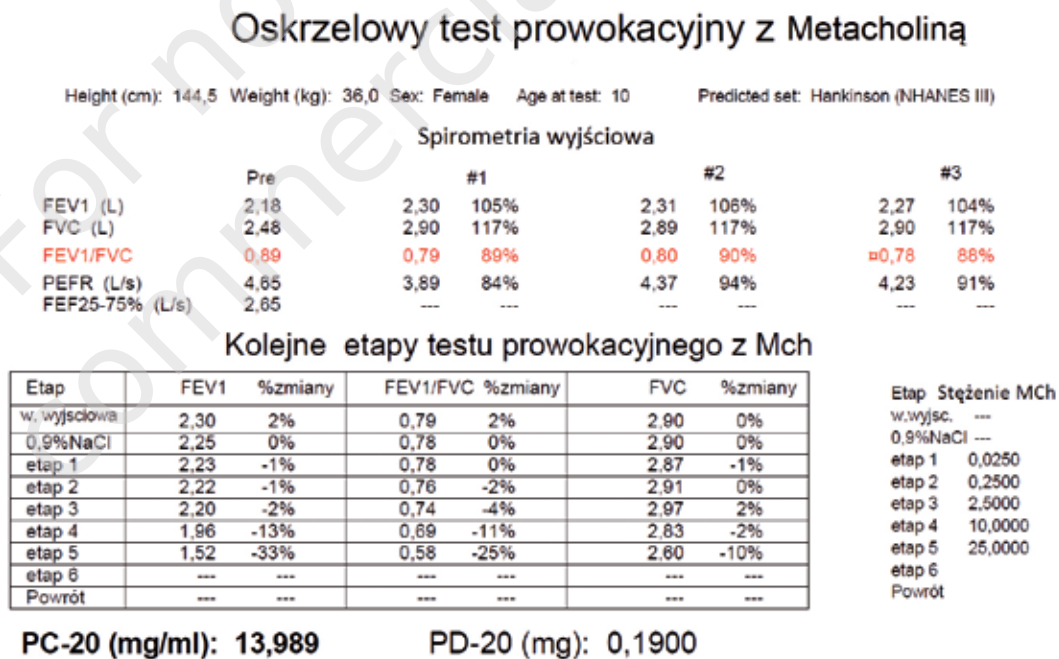 Oskrzelowy test prowokacyjny z Metacholiną
Height (cm): 144,5 Weight (kg): 36,0 Sex: Female Age at test: 10 Predicted set: Hankinson (NHANES III)
Spirometria wyjściowa
Pre #1 #2 #3
FEV1 (L) 2,18 2,30 105% 2,31 106% 2,27 104%
FVC (L) 2,48 2,90 117% 2,89 117% 2,90 117%
FEV1/FVC 0,89 0,79 89% 0,80 90% ¤0,78 88%
PEFR (L/s) 4,65 3,89 84% 4,37 94% 4,23 91%
FEF25-75% (L/s) 2,65 --- --- --- --- --- ---
Kolejne etapy testu prowokacyjnego z Mch
Etap FEV1 %zmiany FEV1/FVC %zmiany FVC %zmiany
w. wyjsciowa 2,30 2% 0,79 2% 2,90 0%
0,9%NaCl 2,25 0% 0,78 0% 2,90 0%
etap 1 2,23 -1% 0,78 0% 2,87 -1%
etap 2 2,22 -1% 0,76 -2% 2,91 0%
etap 3 2,20 -2% 0,74 -4% 2,97 2%
etap 4 1,96 -13% 0,69 -11% 2,83 -2%
etap 5 1,52 -33% 0,58 -25% 2,60 -10%
etap 6 --- --- --- --- --- ---
Powrót --- --- --- --- --- ---
Etap Stężenie MCh
w.wyjsc. ---
0,9%NaCl ---
etap 1 0,0250
etap 2 0,2500
etap 3 2,5000
etap 4 10,0000
etap 5 25,0000
etap 6
Powrót
PC-20 (mg/ml): 13,989 PD-20 (mg): 0,1900
For no
commerci